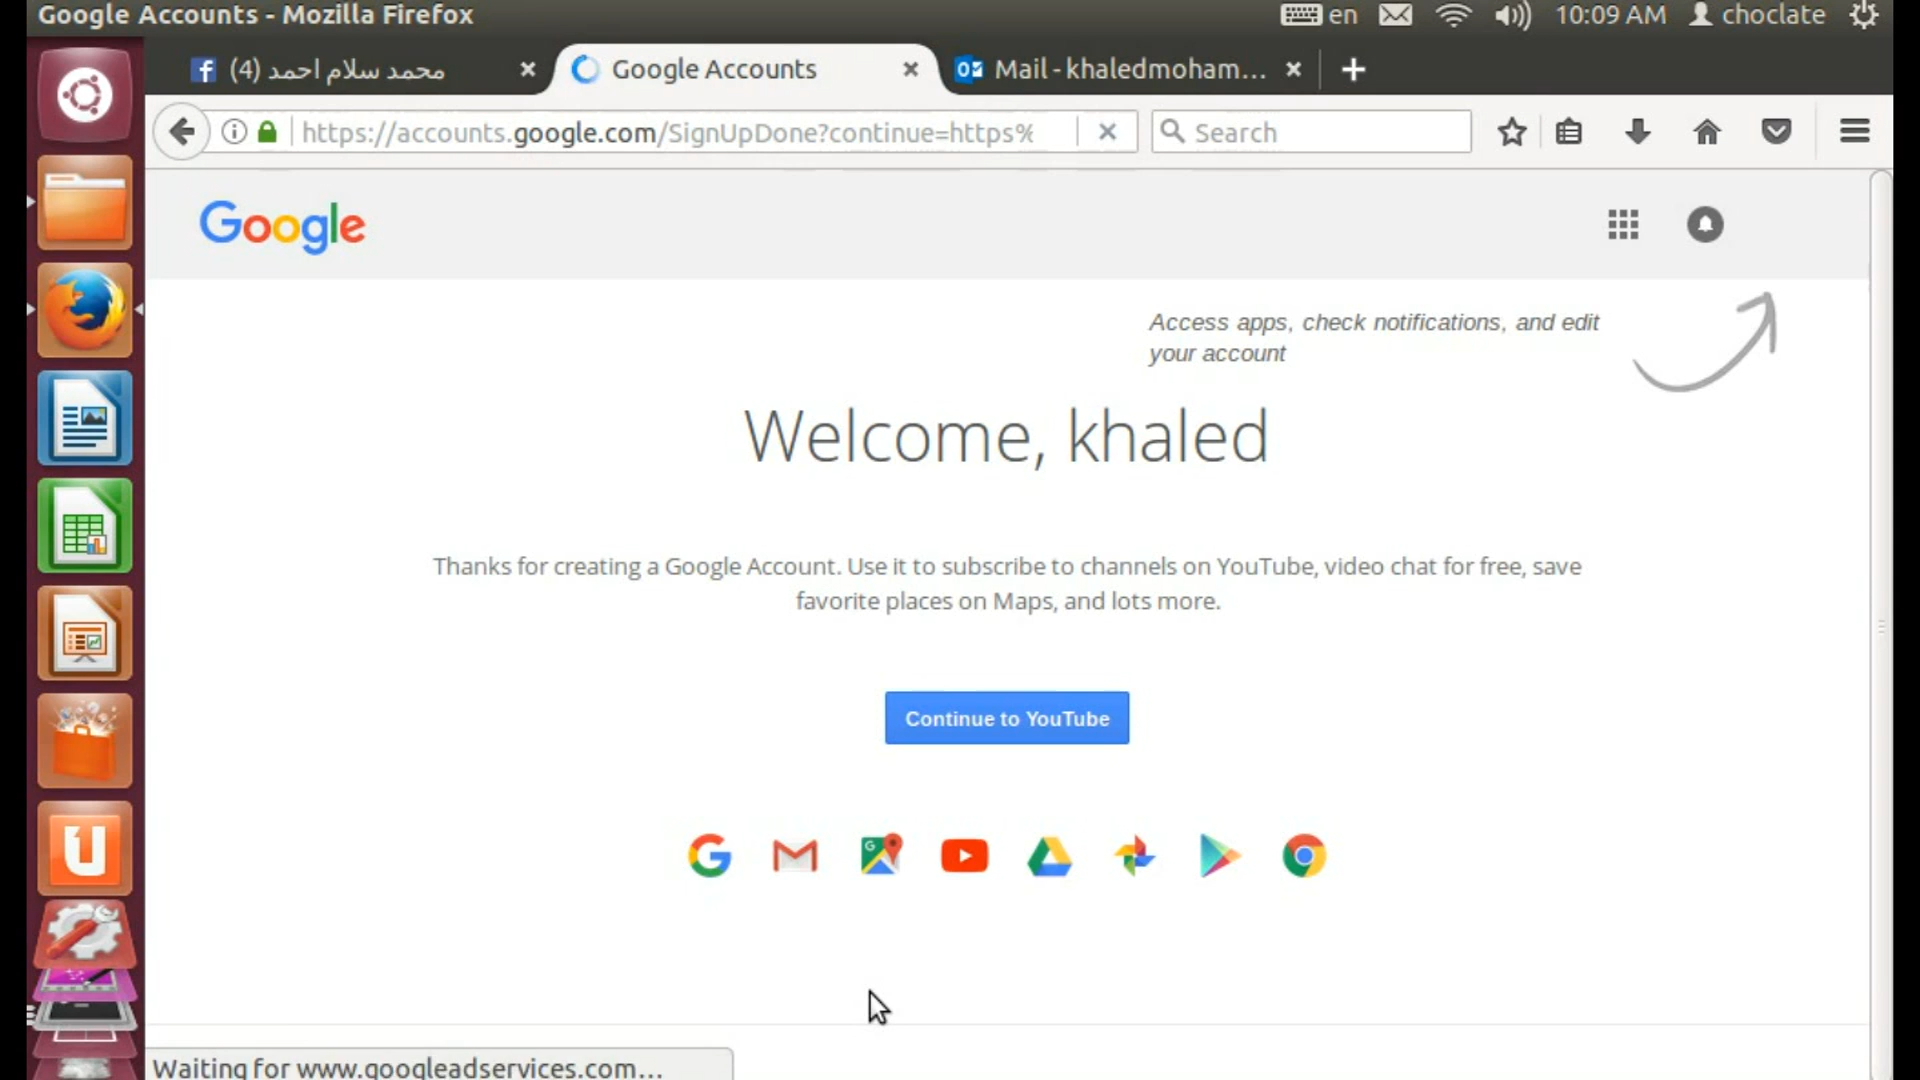 Google Accounts - Mozilla Firefox
en
10:09 AM
choclate
(4) محمد سلام احمد
Google Accounts
Mail - khaledmoham...
https://accounts.google.com/SignUpDone?continue=https%
Search
Google
Access apps, check notifications, and edit
your account
Welcome, khaled
Thanks for creating a Google Account. Use it to subscribe to channels on YouTube, video chat for free, save
favorite places on Maps, and lots more.
Continue to YouTube
Waiting for www.googleadservices.com...